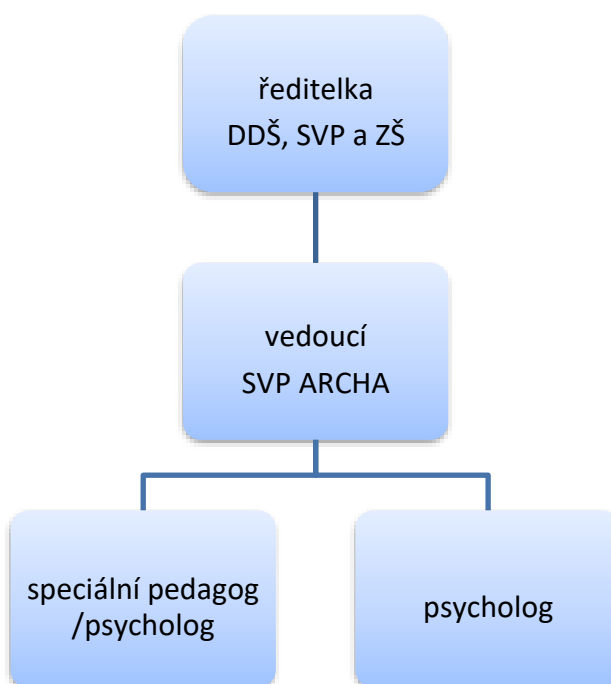 ředitelka
DDŠ, SVP a ZŠ
vedoucí
SVP ARCHA
speciální pedagog
/psycholog
psycholog